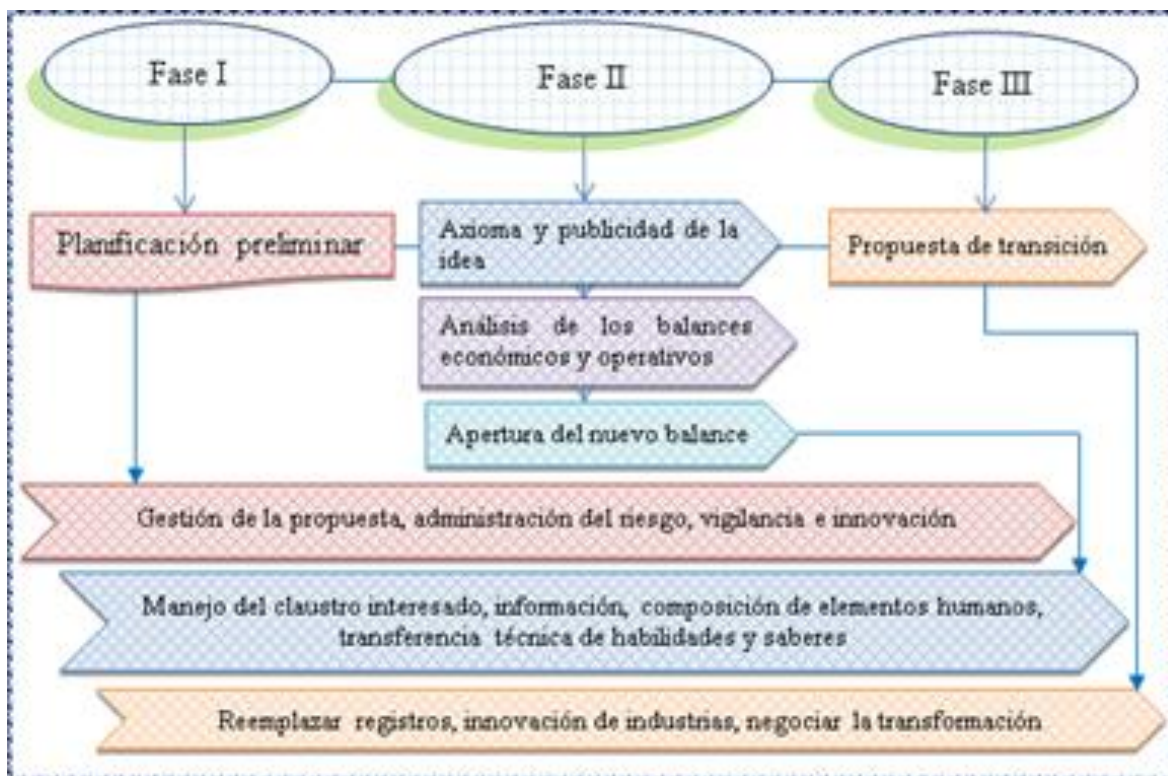 Fase I
Fase II
Fase III
Planificación preliminar
Axioma y publicidad de la
idea
Propuesta de transición
Análisis de los balances
económicos y operativos
Apertura del nuevo balance
Gestión de la propuesta, administración del riesgo, vigilancia e innovación
Manejo del claustro interesado, información, composición de elementos humanos,
transferencia técnica de habilidades y saberes
Reemplazar registros, innovación de industrias, negociar la transformación